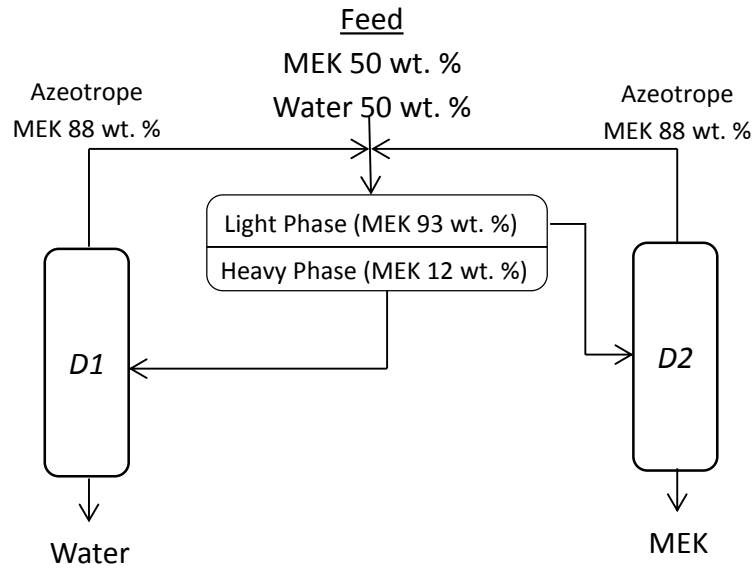 Feed
MEK 50 wt. %
Water 50 wt. %
Azeotrope
MEK 88 wt. %
Azeotrope
MEK 88 wt. %
Light Phase (MEK 93 wt. %)
Heavy Phase (MEK 12 wt. %)
D1
D2
Water
MEK